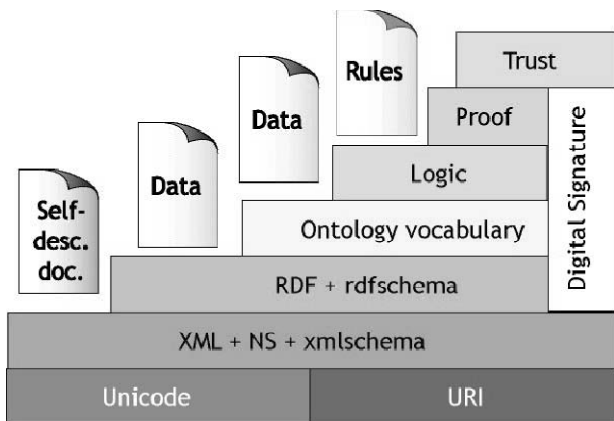 Rules
Trust
Data
Proof
Data
Logic
Self-
desc.
doc.
Ontology vocabulary
Digital Signature
RDF + rdfschema
XML + NS + xmlschema
Unicode
URI